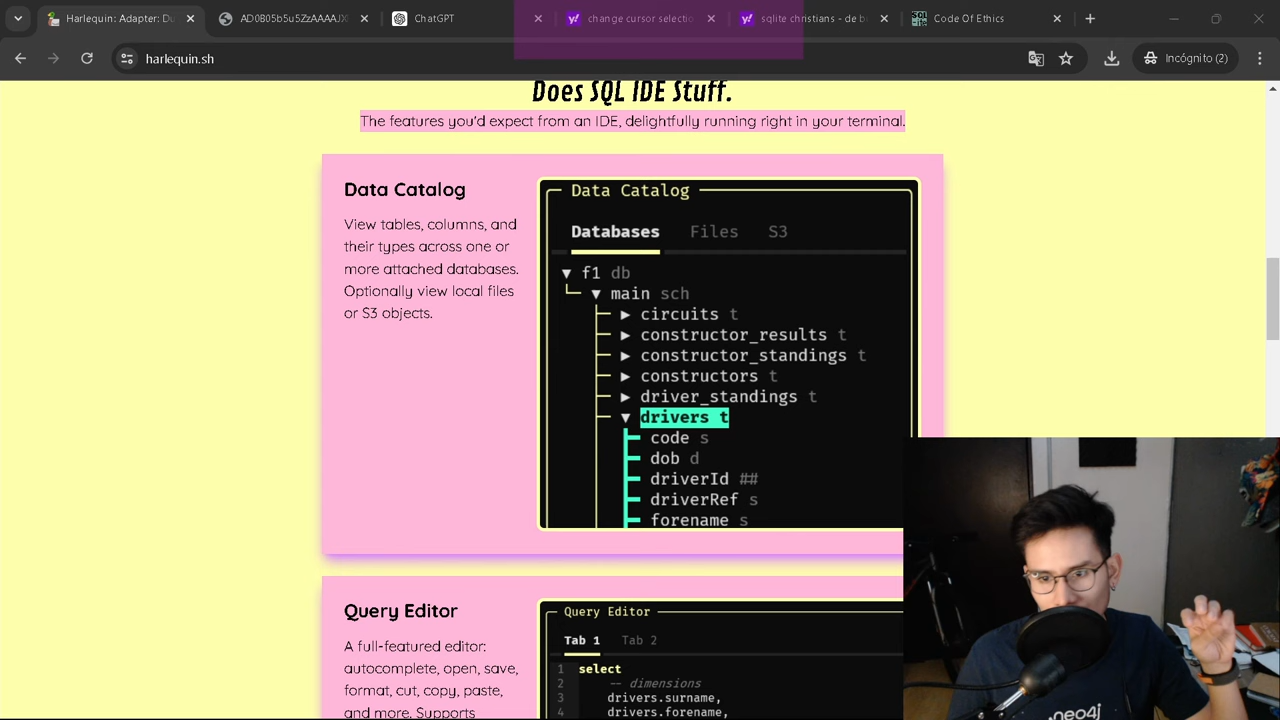 Harlequin: Adapter: Du
AD0B05b5u5ZzAAAAJX
ChatGPT
change cursor selectio
sqlite christians - de b
Code Of Ethics
harlequin.sh
Incógnito (2)
Does SQL IDE Stuff.
The features you'd expect from an IDE, delightfully running right in your terminal.
Data Catalog
View tables, columns, and
their types across one or
more attached databases.
Optionally view local files
or S3 objects.
Data Catalog
Databases Files S3
f1 db
main sch
circuits t
constructor_results t
constructor_standings t
constructors t
driver_standings t
drivers t
code s
dob d
driverId ##
driverRef s
forename s
Query Editor
A full-featured editor:
autocomplete, open, save,
format, cut, copy, paste,
and more. Supports
Query Editor
Tab 1 Tab 2
1 select
2 -- dimensions
3 drivers.surname,
4 drivers.forename,
neo4j